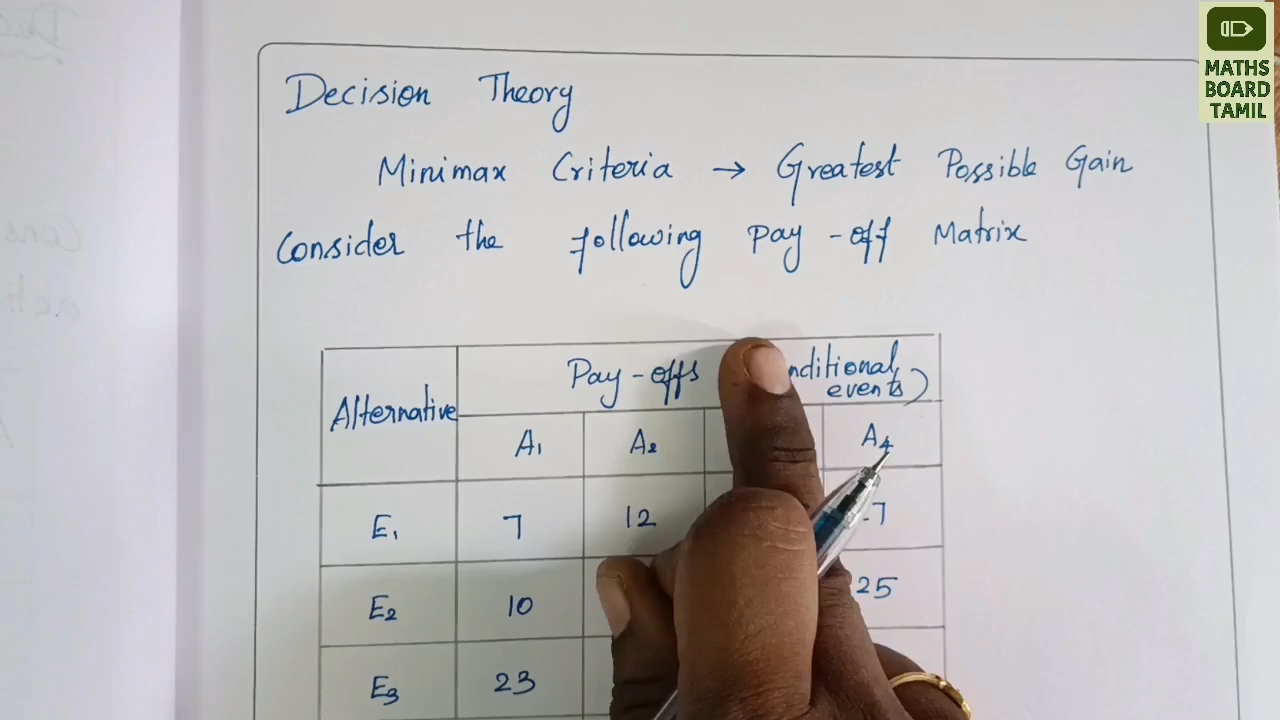 MATHS
BOARD
TAMIL
Decision Theory
Minimax Criteria → Greatest Possible Gain
Consider the following pay-off Matrix
Alternative
Pay-offs
events)
A1 A2 A4
E1 7 12
E2 10 25
E3 23